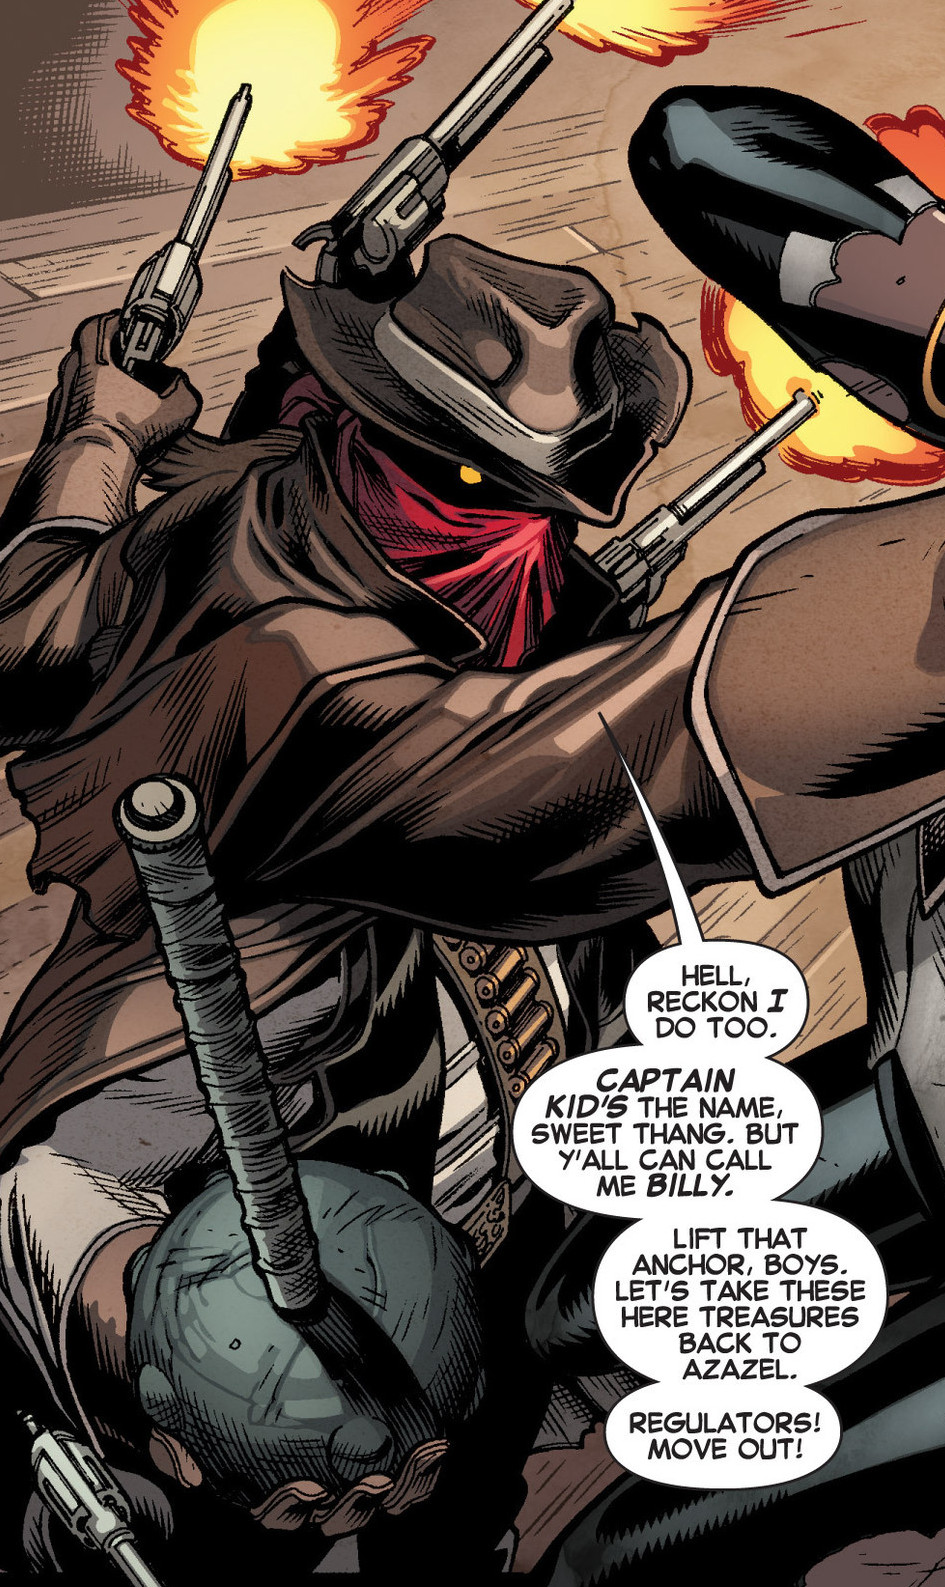 HELL,
RECKON I
DO TOO.
CAPTAIN
KID'S THE NAME,
SWEET THANG. BUT
Y'ALL CAN CALL
ME BILLY.
LIFT THAT
ANCHOR, BOYS.
LET'S TAKE THESE
HERE TREASURES
BACK TO
AZAZEL.
REGULATORS!
MOVE OUT!